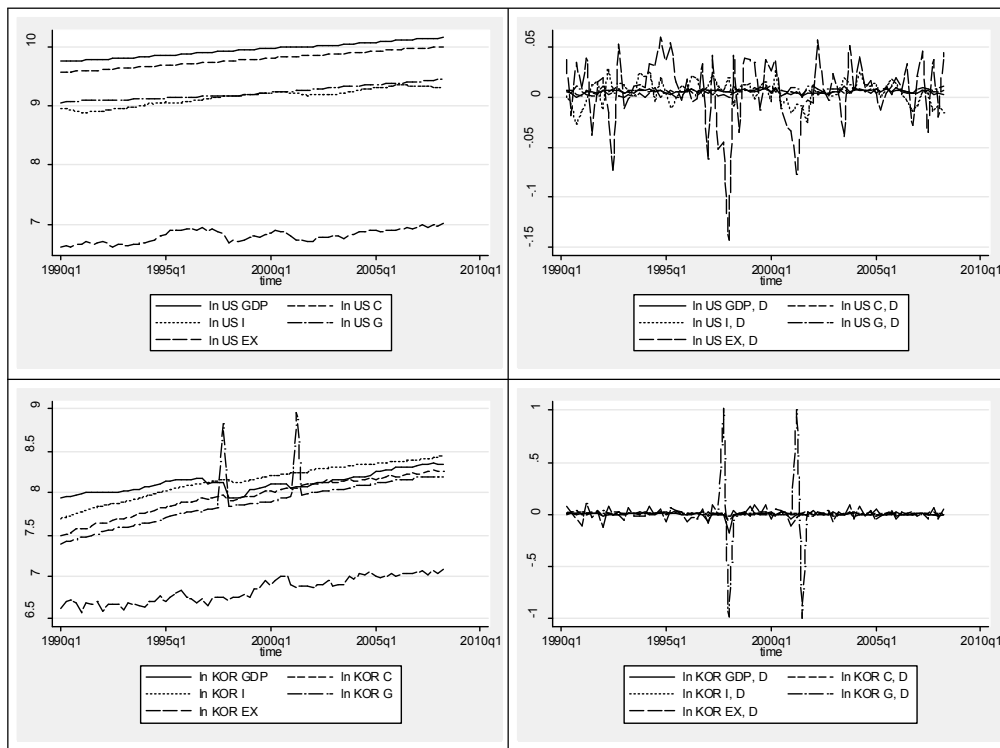 10
9
8
7
1990q1 1995q1 2000q1 2005q1 2010q1
time
ln US GDP ln US C
ln US I ln US G
ln US EX
.05
0
-.05
-.1
-.15
1990q1 1995q1 2000q1 2005q1 2010q1
time
ln US GDP, D ln US C, D
ln US I, D ln US G, D
ln US EX, D
9
8.5
8
7.5
7
6.5
1990q1 1995q1 2000q1 2005q1 2010q1
time
ln KOR GDP ln KOR C
ln KOR I ln KOR G
ln KOR EX
1
.5
0
-.5
-1
1990q1 1995q1 2000q1 2005q1 2010q1
time
ln KOR GDP, D ln KOR C, D
ln KOR I, D ln KOR G, D
ln KOR EX, D